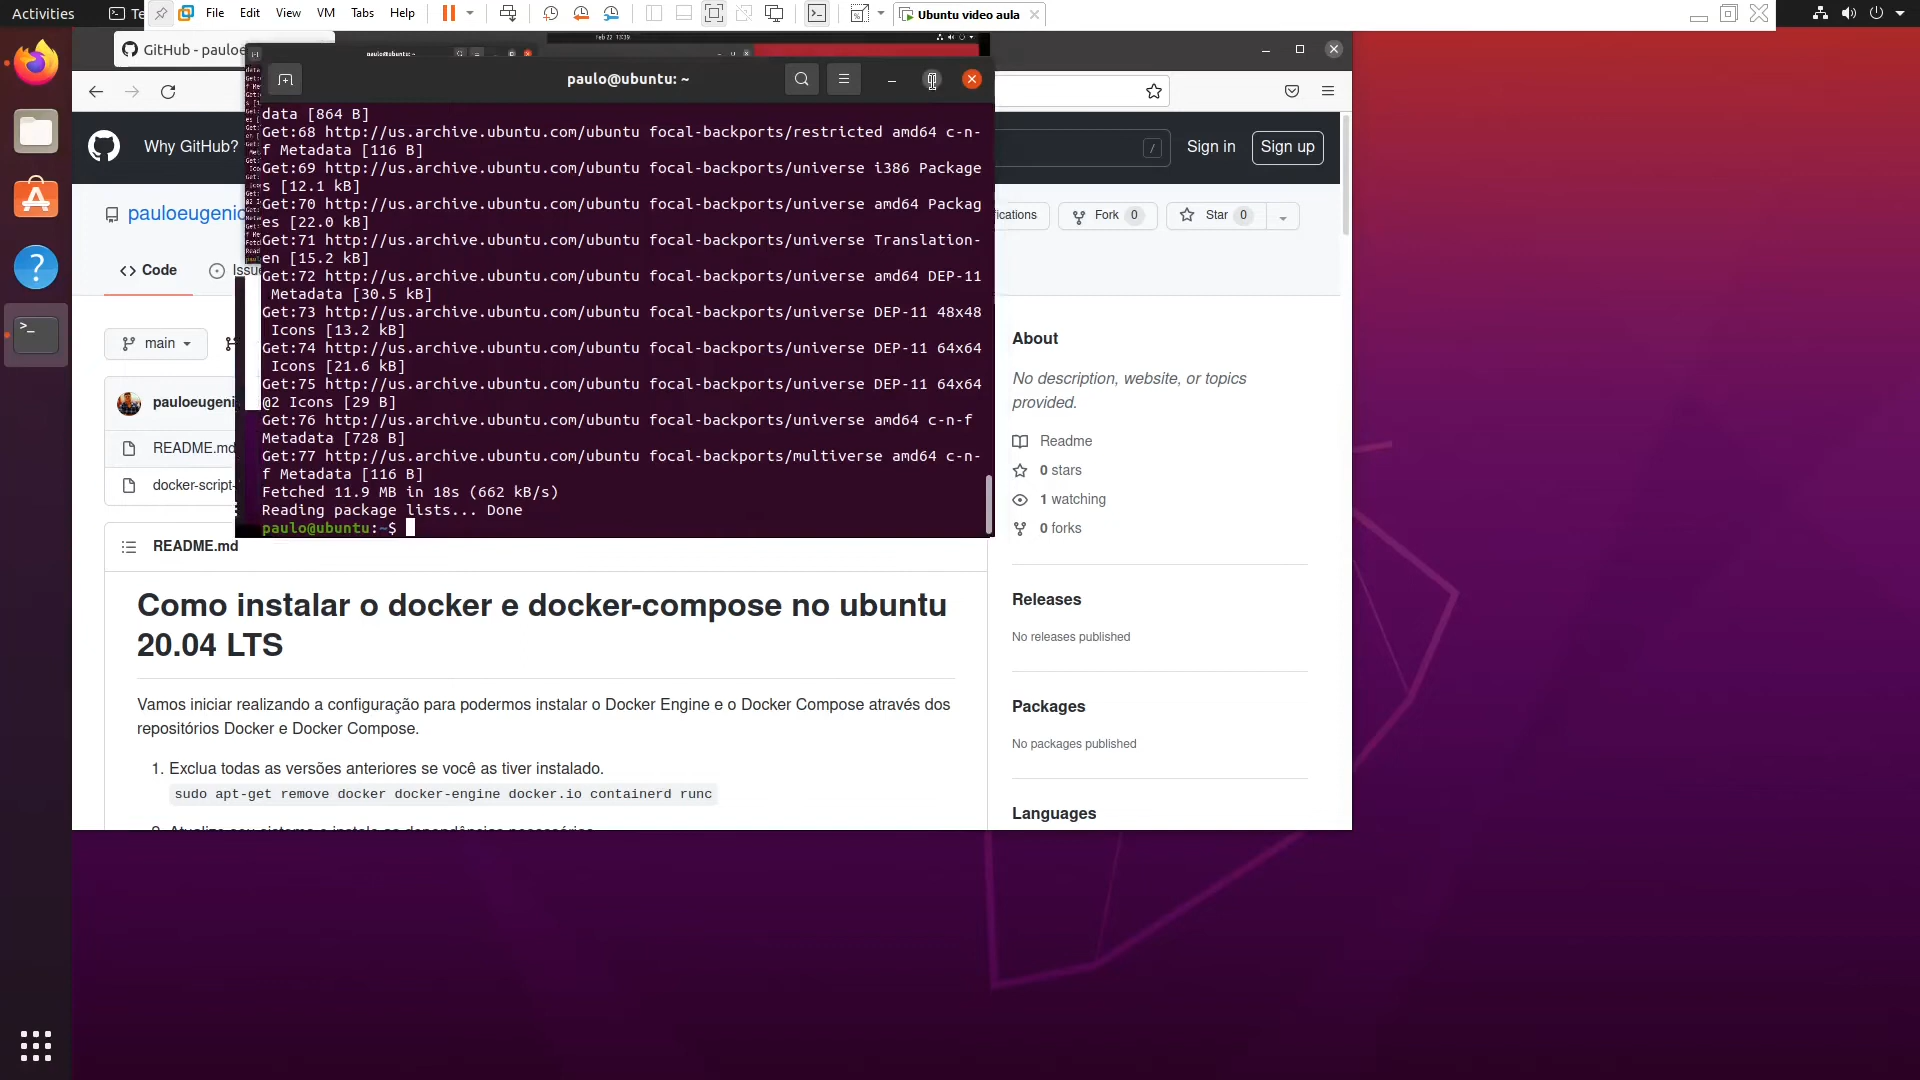 Activities
Te
File Edit View VM Tabs Help
Ubuntu video aula
GitHub - pauloe
paulo@ubuntu: ~
Why GitHub?
/
Sign in
Sign up
pauloeugenio
fications
Fork 0
Star 0
Code
Issue
main
pauloeugeni
README.md
docker-script-
data [864 B]
Get:68 http://us.archive.ubuntu.com/ubuntu focal-backports/restricted amd64 c-n-
f Metadata [116 B]
Get:69 http://us.archive.ubuntu.com/ubuntu focal-backports/universe i386 Package
s [12.1 kB]
Get:70 http://us.archive.ubuntu.com/ubuntu focal-backports/universe amd64 Packag
es [22.0 kB]
Get:71 http://us.archive.ubuntu.com/ubuntu focal-backports/universe Translation-
en [15.2 kB]
Get:72 http://us.archive.ubuntu.com/ubuntu focal-backports/universe amd64 DEP-11
 Metadata [30.5 kB]
Get:73 http://us.archive.ubuntu.com/ubuntu focal-backports/universe DEP-11 48x48
 Icons [13.2 kB]
Get:74 http://us.archive.ubuntu.com/ubuntu focal-backports/universe DEP-11 64x64
 Icons [21.6 kB]
Get:75 http://us.archive.ubuntu.com/ubuntu focal-backports/universe DEP-11 64x64
@2 Icons [29 B]
Get:76 http://us.archive.ubuntu.com/ubuntu focal-backports/universe amd64 c-n-f
Metadata [728 B]
Get:77 http://us.archive.ubuntu.com/ubuntu focal-backports/multiverse amd64 c-n-
f Metadata [116 B]
Fetched 11.9 MB in 18s (662 kB/s)
Reading package lists... Done
paulo@ubuntu:~$
README.md
Como instalar o docker e docker-compose no ubuntu
20.04 LTS
Vamos iniciar realizando a configuração para podermos instalar o Docker Engine e o Docker Compose através dos
repositórios Docker e Docker Compose.
1. Exclua todas as versões anteriores se você as tiver instalado.
sudo apt-get remove docker docker-engine docker.io containerd runc
About
No description, website, or topics
provided.
Readme
0 stars
1 watching
0 forks
Releases
No releases published
Packages
No packages published
Languages